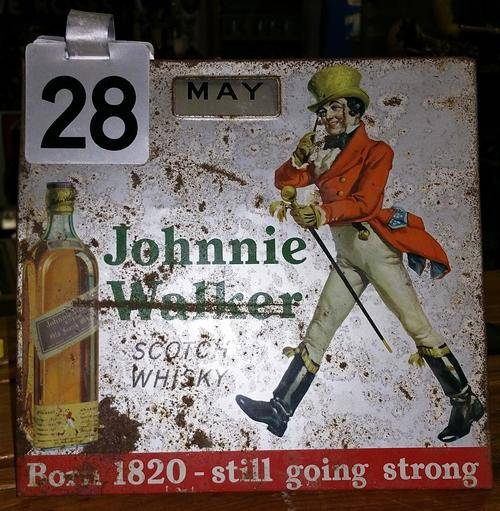 28
MAY
Johnnie
Walker
SCOTCH
WHISKY
Born 1820 - still going strong